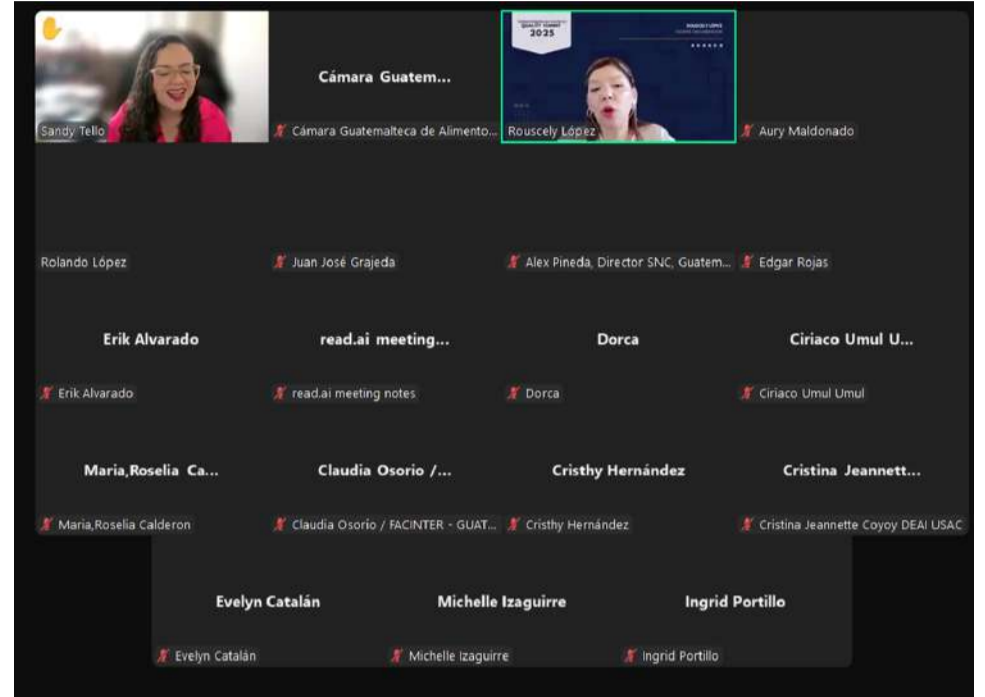 Sandy Tello
Cámara Guatem...
Cámara Guatemalteca de Alimento...
QUALITY SUMMIT
2025
ROUSCELY LÓPEZ
Rouscely López
Aury Maldonado
Rolando López
Juan José Grajeda
Alex Pineda, Director SNC, Guatem...
Edgar Rojas
Erik Alvarado
read.ai meeting...
Dorca
Ciriaco Umul U...
Erik Alvarado
read.ai meeting notes
Dorca
Ciriaco Umul Umul
Maria,Roselia Ca...
Claudia Osorio /...
Cristhy Hernández
Cristina Jeannett...
Maria,Roselia Calderon
Claudia Osorio / FACINTER - GUAT...
Cristhy Hernández
Cristina Jeannette Coyoy DEAI USAC
Evelyn Catalán
Michelle Izaguirre
Ingrid Portillo
Evelyn Catalán
Michelle Izaguirre
Ingrid Portillo